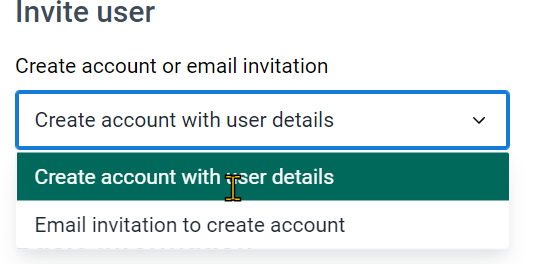 Invite user
Create account or email invitation
Create account with user details
Create account with user details
Email invitation to create account